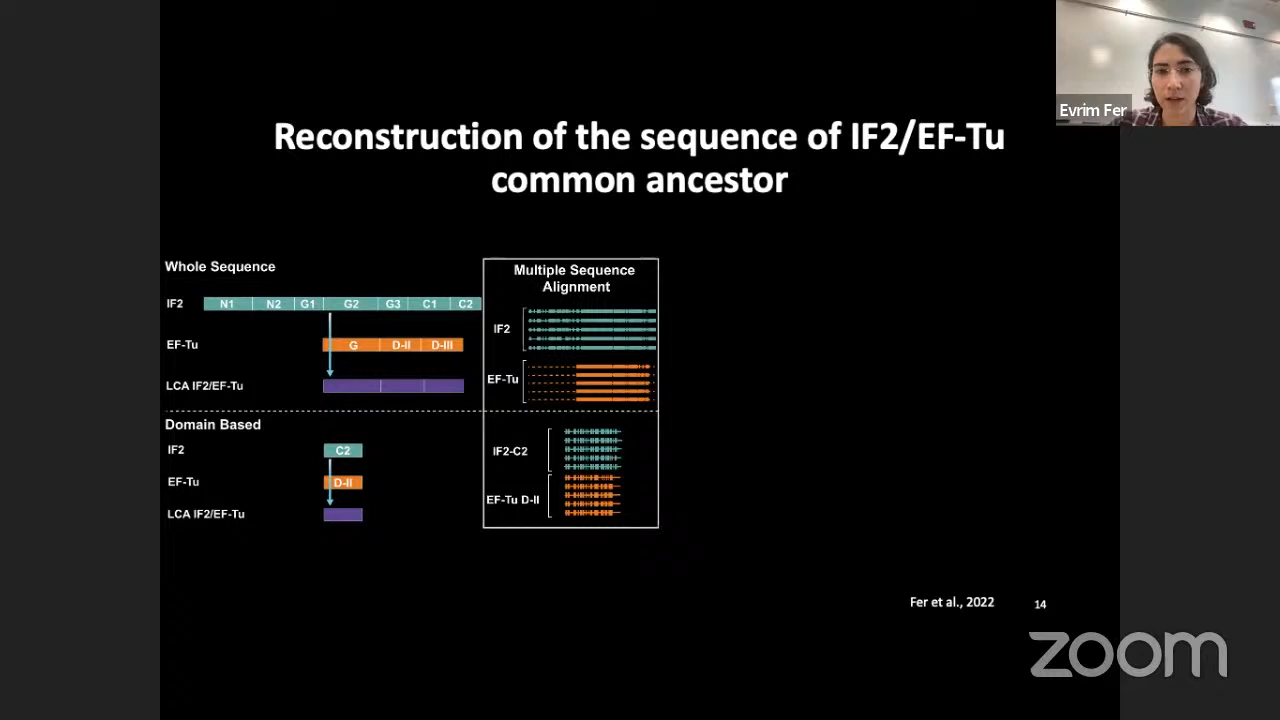 Evrim Fer
Reconstruction of the sequence of IF2/EF-Tu
common ancestor
Whole Sequence
IF2 N1 N2 G1 G2 G3 C1 C2
EF-Tu G D-II D-III
LCA IF2/EF-Tu
Domain Based
IF2 C2
EF-Tu D-II
LCA IF2/EF-Tu
Multiple Sequence
Alignment
IF2
EF-Tu
IF2-C2
EF-Tu D-II
Fer et al., 2022 14
zoom